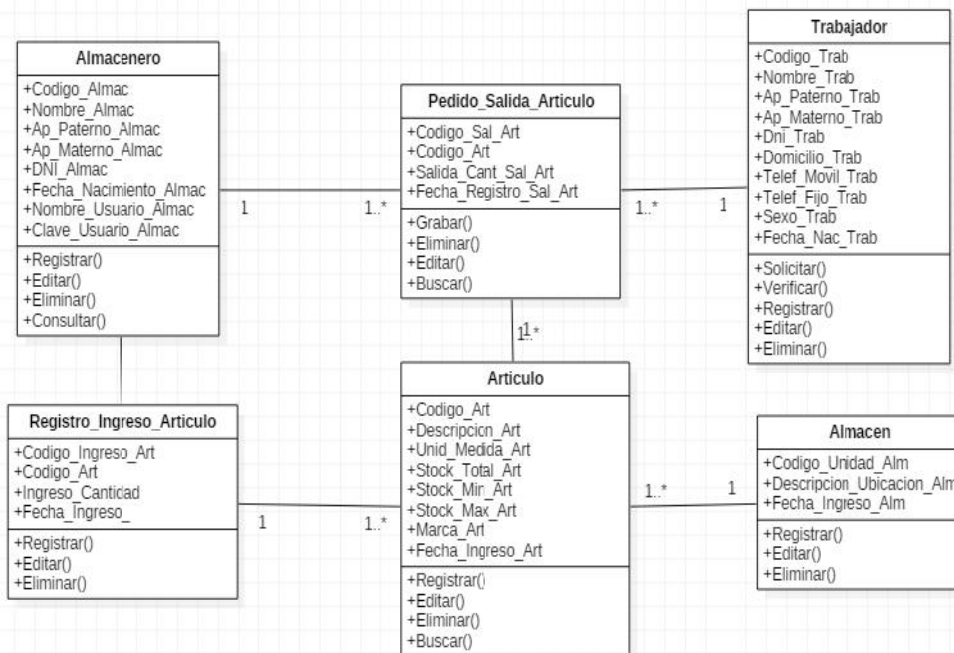 Almacenero
+Codigo_Almac
+Nombre_Almac
+Ap_Paterno_Almac
+Ap_Materno_Almac
+DNI_Almac
+Fecha_Nacimiento_Almac
+Nombre_Usuario_Almac
+Clave_Usuario_Almac
+Registrar()
+Editar()
+Eliminar()
+Consultar()
1
1..*
Pedido_Salida_Articulo
+Codigo_Sal_Art
+Codigo_Art
+Salida_Cant_Sal_Art
+Fecha_Registro_Sal_Art
+Grabar()
+Eliminar()
+Editar()
+Buscar()
1..*
1
Trabajador
+Codigo_Trab
+Nombre_Trab
+Ap_Paterno_Trab
+Ap_Materno_Trab
+Dni_Trab
+Domicilio_Trab
+Telef_Movil_Trab
+Telef_Fijo_Trab
+Sexo_Trab
+Fecha_Nac_Trab
+Solicitar()
+Verificar()
+Registrar()
+Editar()
+Eliminar()
1
1..*
Registro_Ingreso_Articulo
+Codigo_Ingreso_Art
+Codigo_Art
+Ingreso_Cantidad
+Fecha_Ingreso_
+Registrar()
+Editar()
+Eliminar()
1
1..*
Articulo
+Codigo_Art
+Descripcion_Art
+Unid_Medida_Art
+Stock_Total_Art
+Stock_Min_Art
+Stock_Max_Art
+Marca_Art
+Fecha_Ingreso_Art
+Registrar()
+Editar()
+Eliminar()
+Buscar()
1..*
1
Almacen
+Codigo_Unidad_Alm
+Descripcion_Ubicacion_Alm
+Fecha_Ingreso_Alm
+Registrar()
+Editar()
+Eliminar()